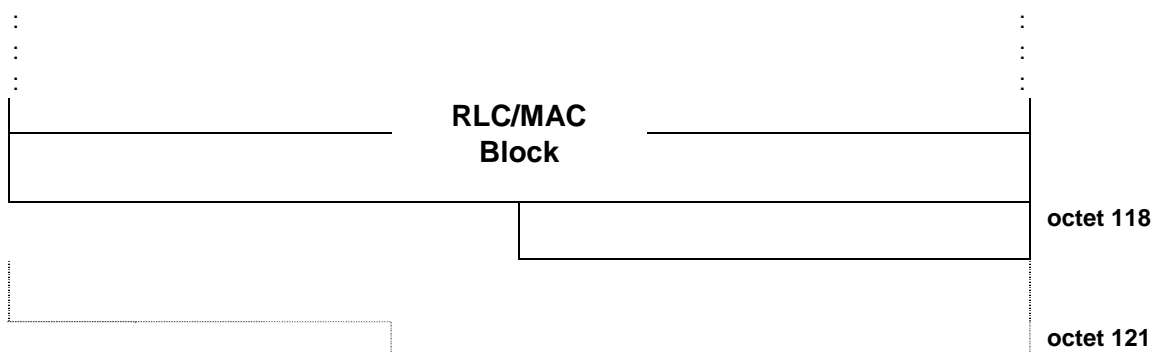 : :
: :
: :
RLC/MAC
Block
octet 118
octet 121